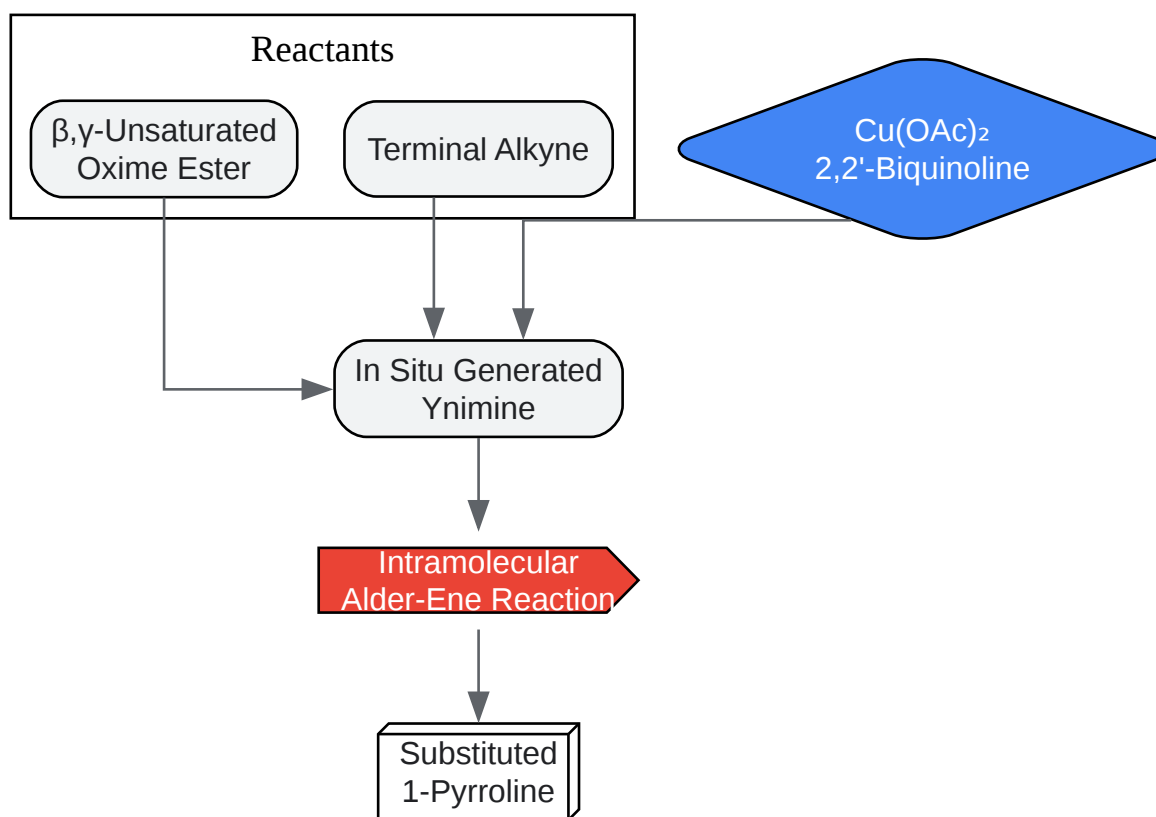 Reactants
β,γ-Unsaturated
Oxime Ester
Terminal Alkyne
Cu(OAc)₂
2,2'-Biquinoline
In Situ Generated
Ynimine
Intramolecular
Alder-Ene Reaction
Substituted
1-Pyrroline